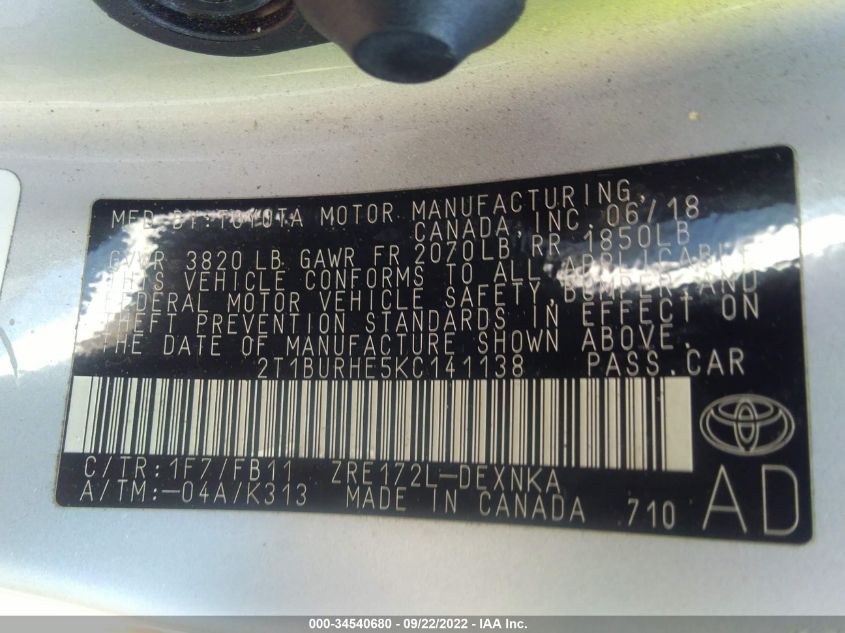 MFD BY:TOYOTA MOTOR MANUFACTURING,
CANADA, INC. 06/18
GVWR 3820 LB GAWR FR 2070LB RR 1850LB
THIS VEHICLE CONFORMS TO ALL APPLICABLE
FEDERAL MOTOR VEHICLE SAFETY, BUMPER, AND
THEFT PREVENTION STANDARDS IN EFFECT ON
THE DATE OF MANUFACTURE SHOWN ABOVE.
2T1BURHE5KC141138 PASS.CAR
C/TR:1F7/FB11 ZRE172L-DEXNKA
A/TM:-04A/K313 MADE IN CANADA 710 AD
000-34540680 - 09/22/2022 - IAA Inc.